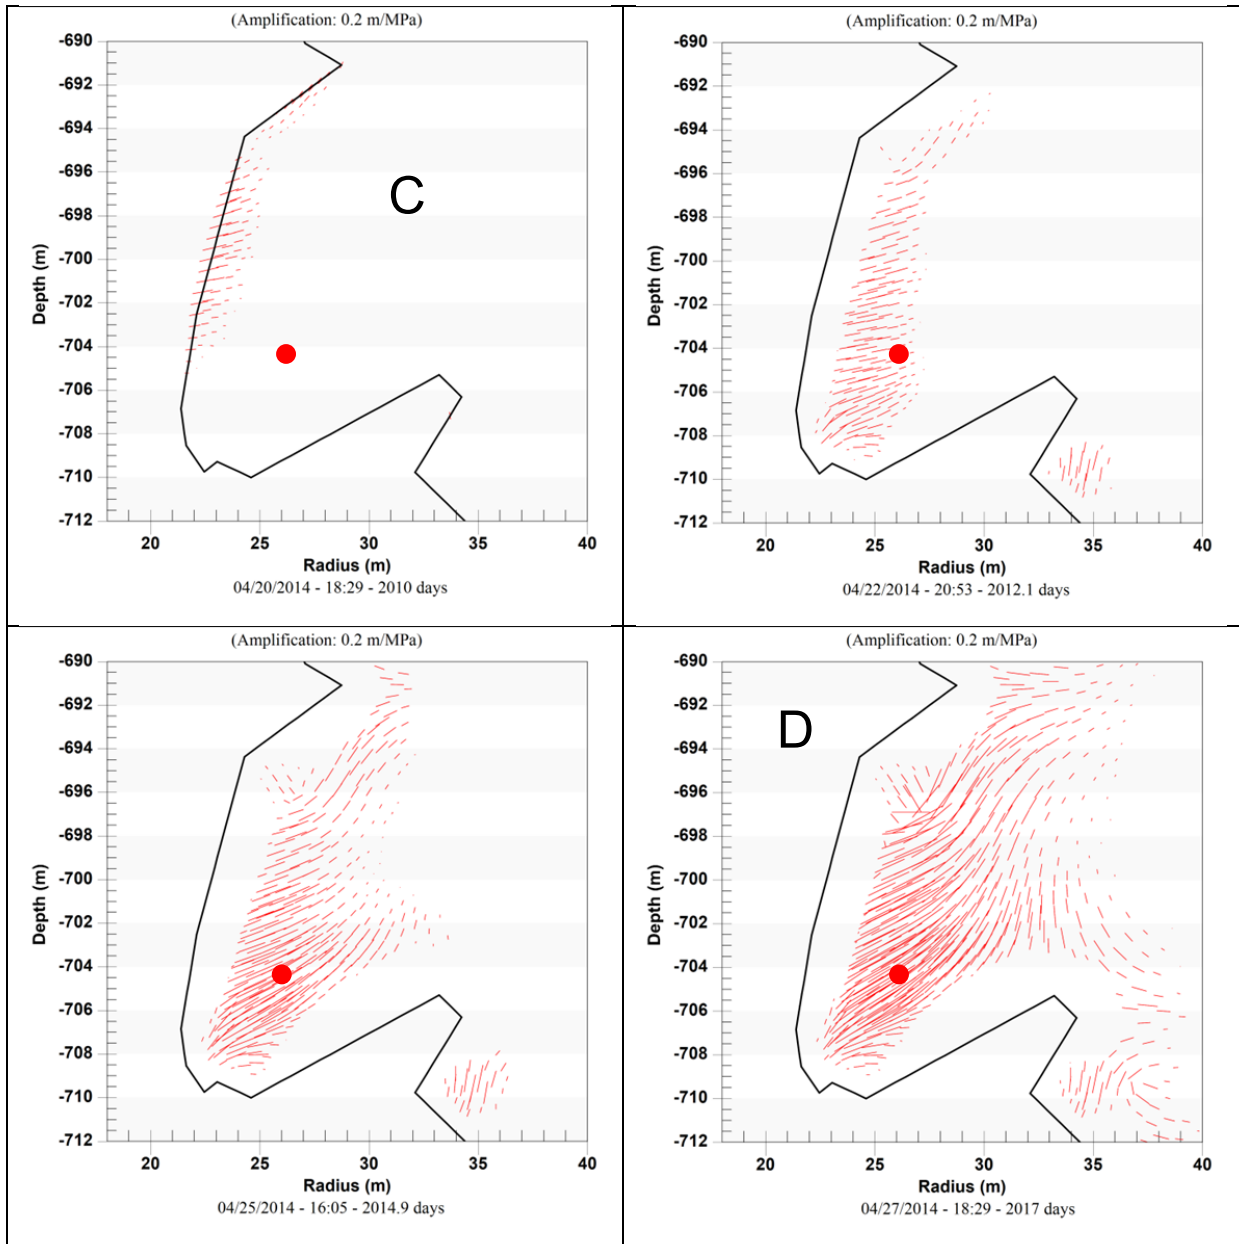 (Amplification: 0.2 m/MPa)
-690
-692
-694
-696
-698
-700
-702
-704
-706
-708
-710
-712
Depth (m)
C
20 25 30 35 40
Radius (m)
04/20/2014 - 18:29 - 2010 days
(Amplification: 0.2 m/MPa)
-690
-692
-694
-696
-698
-700
-702
-704
-706
-708
-710
-712
Depth (m)
20 25 30 35 40
Radius (m)
04/22/2014 - 20:53 - 2012.1 days
(Amplification: 0.2 m/MPa)
-690
-692
-694
-696
-698
-700
-702
-704
-706
-708
-710
-712
Depth (m)
20 25 30 35 40
Radius (m)
04/25/2014 - 16:05 - 2014.9 days
(Amplification: 0.2 m/MPa)
-690
-692
-694
-696
-698
-700
-702
-704
-706
-708
-710
-712
Depth (m)
D
20 25 30 35 40
Radius (m)
04/27/2014 - 18:29 - 2017 days